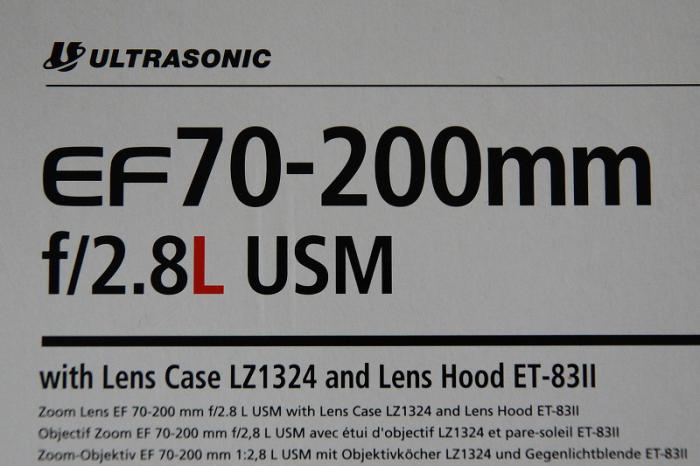 ULTRASONIC
EF70-200mm
f/2.8L USM
with Lens Case LZ1324 and Lens Hood ET-83II
Zoom Lens EF 70-200 mm f/2.8 L USM with Lens Case LZ1324 and Lens Hood ET-83II
Objectif Zoom EF 70-200 mm f/2,8 L USM avec étui d'objectif LZ1324 et pare-soleil ET-83II
Zoom-Objektiv EF 70-200 mm 1:2,8 L USM mit Objektivköcher LZ1324 und Gegenlichtblende ET-83II